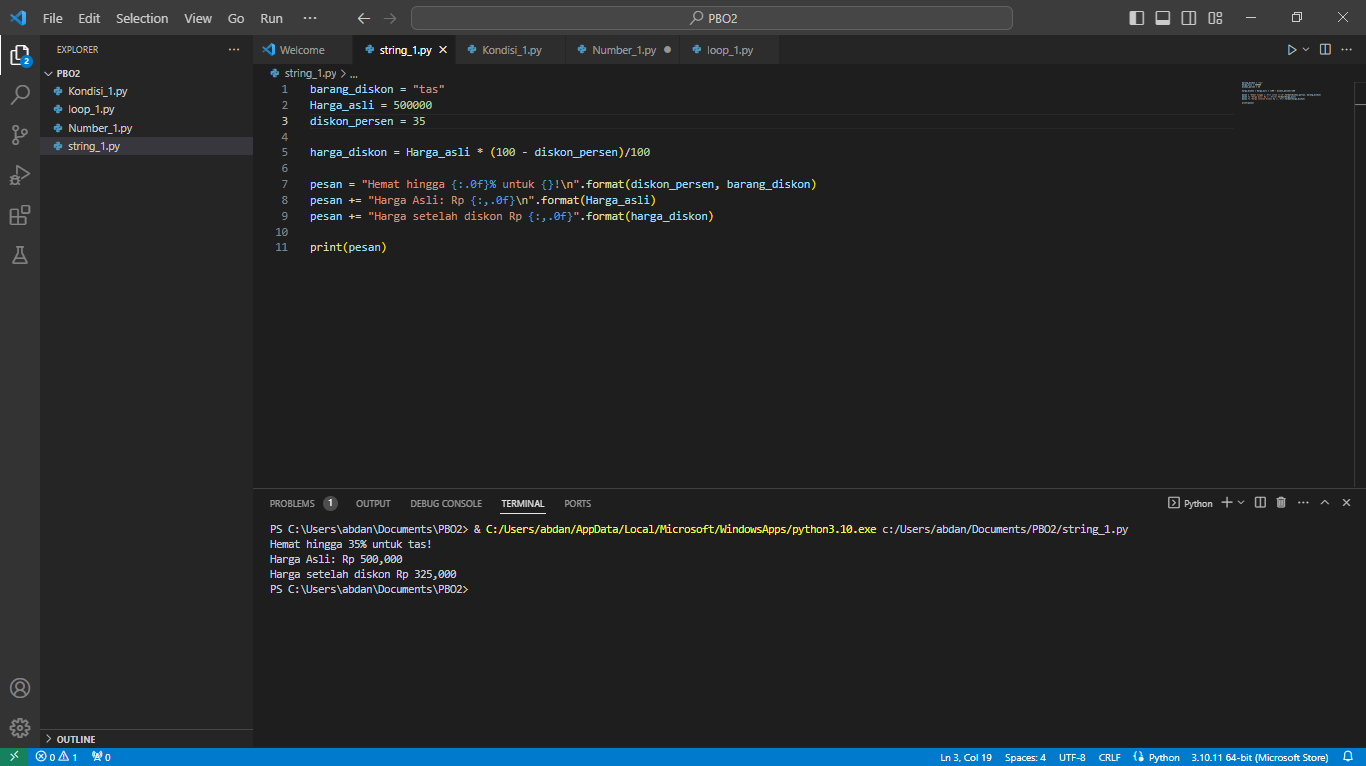 File Edit Selection View Go Run ··· PBO2
EXPLORER ···
Welcome string_1.py Kondisi_1.py Number_1.py loop_1.py
PBO2
Kondisi_1.py
loop_1.py
Number_1.py
string_1.py
2
OUTLINE
string_1.py > ...
1 barang_diskon = "tas"
2 Harga_asli = 500000
3 diskon_persen = 35
4
5 harga_diskon = Harga_asli * (100 - diskon_persen)/100
6
7 pesan = "Hemat hingga {:.0f}% untuk {}!\n".format(diskon_persen, barang_diskon)
8 pesan += "Harga Asli: Rp {:,.0f}\n".format(Harga_asli)
9 pesan += "Harga setelah diskon Rp {:,.0f}".format(harga_diskon)
10
11 print(pesan)
PROBLEMS 1 OUTPUT DEBUG CONSOLE TERMINAL PORTS Python
PS C:\Users\abdan\Documents\PBO2> & C:/Users/abdan/AppData/Local/Microsoft/WindowsApps/python3.10.exe c:/Users/abdan/Documents/PBO2/string_1.py
Hemat hingga 35% untuk tas!
Harga Asli: Rp 500,000
Harga setelah diskon Rp 325,000
PS C:\Users\abdan\Documents\PBO2>
0 1 0 Ln 3, Col 19 Spaces: 4 UTF-8 CRLF Python 3.10.11 64-bit (Microsoft Store)